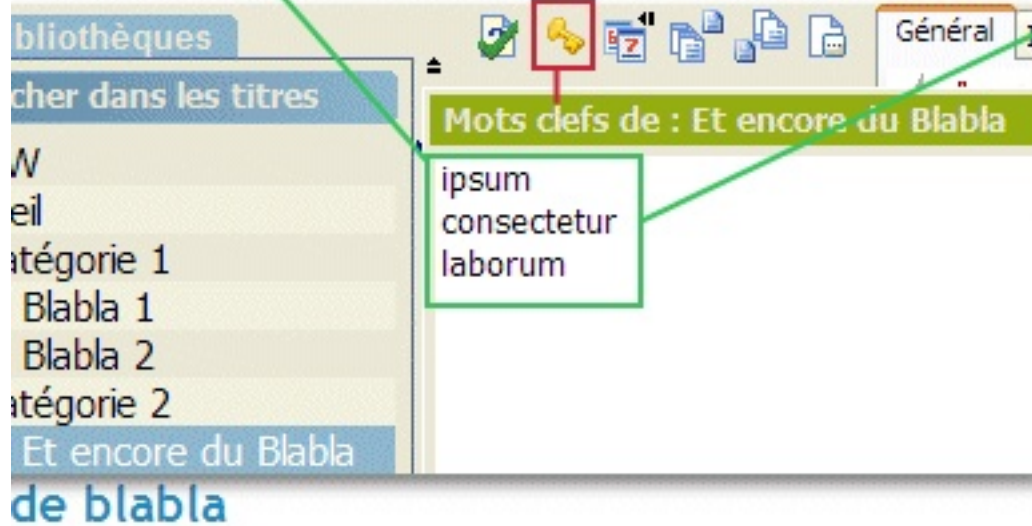 bliothèques
Général
cher dans les titres
Mots clefs de : Et encore du Blabla
W
eil
atégorie 1
Blabla 1
Blabla 2
atégorie 2
Et encore du Blabla
ipsum
consectetur
laborum
de blabla